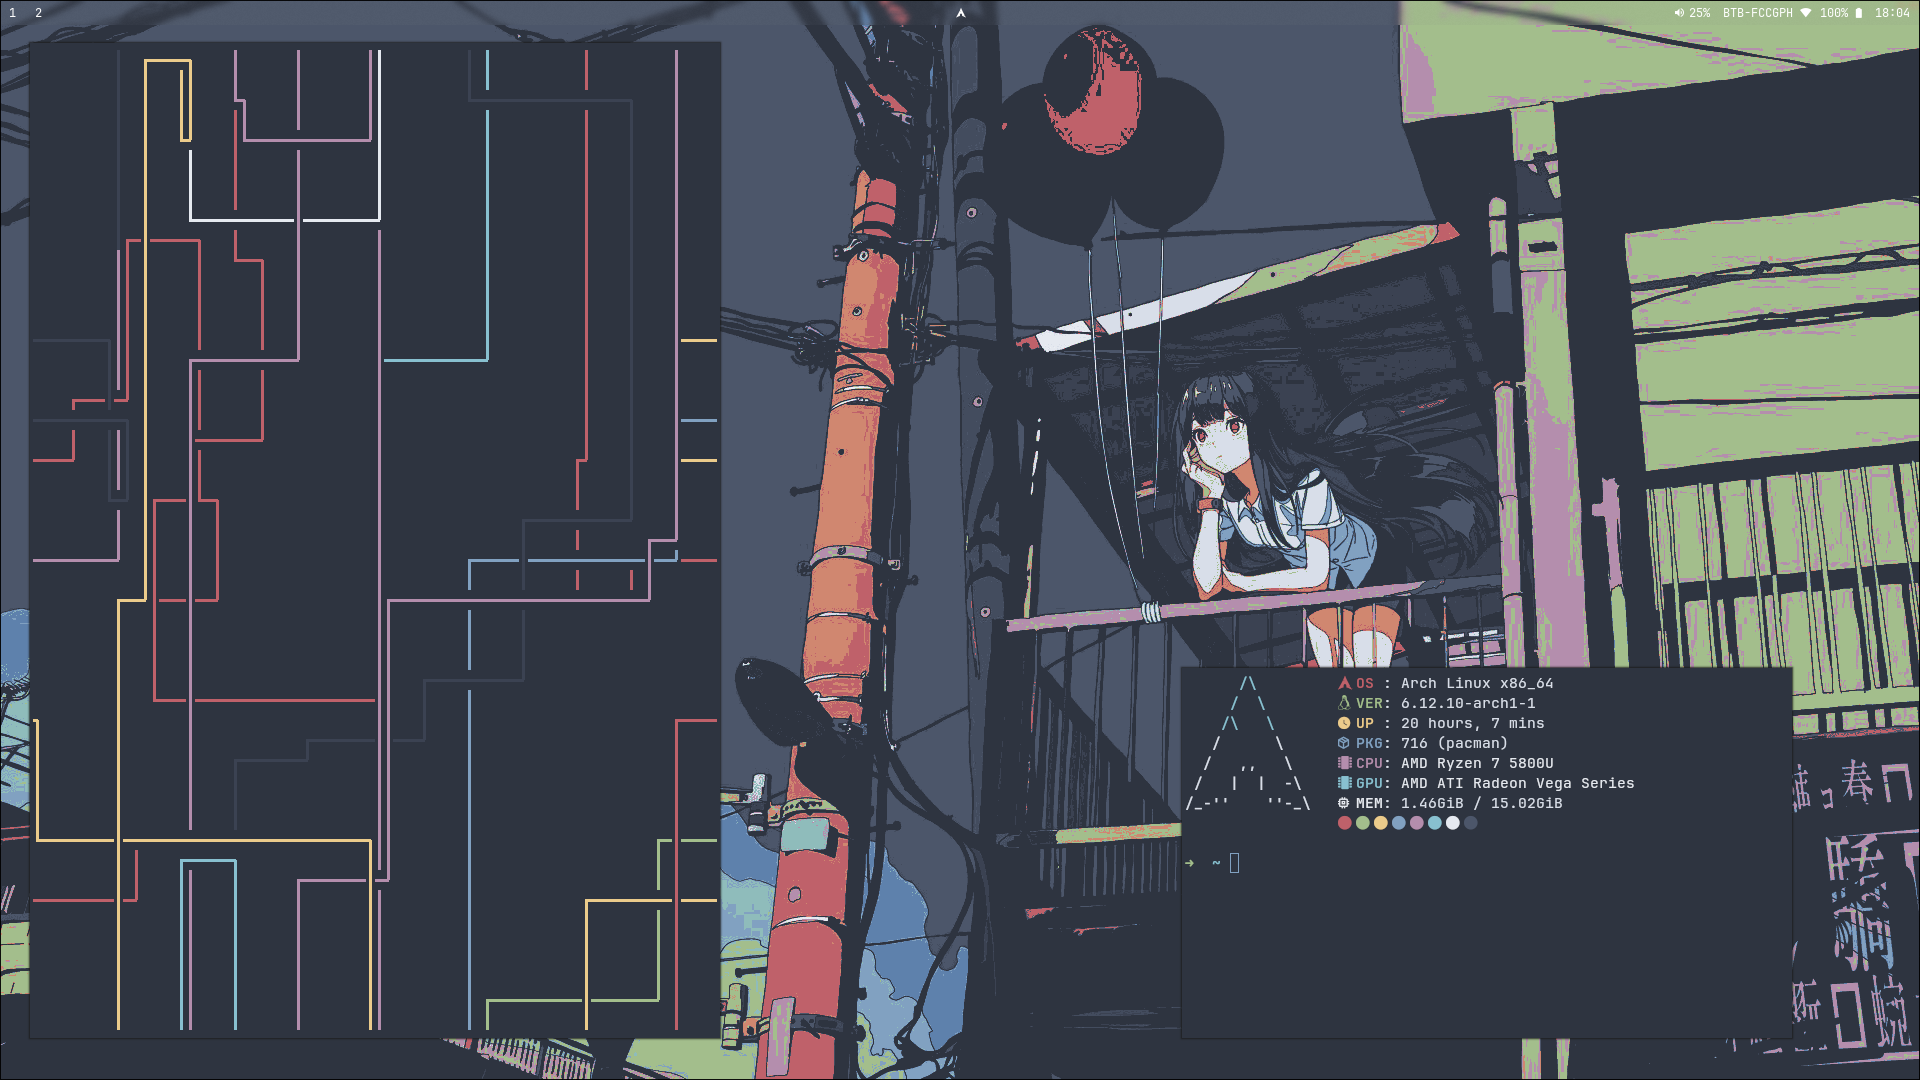 1 2 25% BTB-FCCGPH 100% 18:04
OS : Arch Linux x86_64
VER: 6.12.10-arch1-1
UP : 20 hours, 7 mins
PKG: 716 (pacman)
CPU: AMD Ryzen 7 5800U
GPU: AMD ATI Radeon Vega Series
MEM: 1.46GiB / 15.02GiB
➜ ~
春